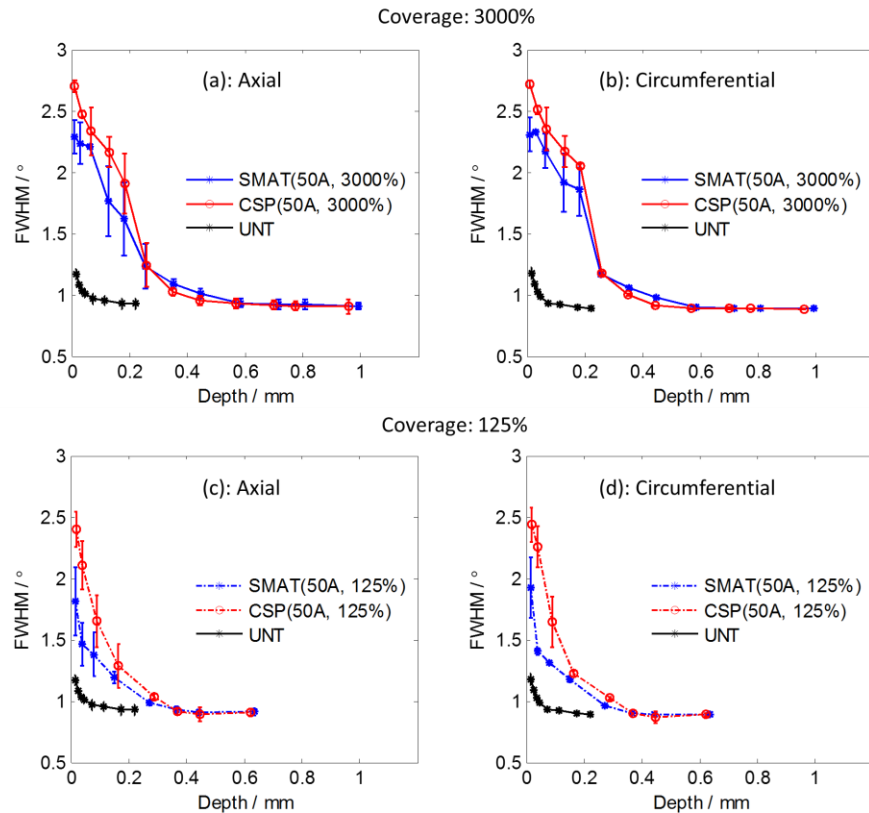 Coverage: 3000%
(a): Axial
3
2.5
2
1.5
1
0.5
FWHM / °
SMAT(50A, 3000%)
CSP(50A, 3000%)
UNT
0 0.2 0.4 0.6 0.8 1
Depth / mm
(b): Circumferential
3
2.5
2
1.5
1
0.5
FWHM / °
SMAT(50A, 3000%)
CSP(50A, 3000%)
UNT
0 0.2 0.4 0.6 0.8 1
Depth / mm
Coverage: 125%
(c): Axial
3
2.5
2
1.5
1
0.5
FWHM / °
SMAT(50A, 125%)
CSP(50A, 125%)
UNT
0 0.2 0.4 0.6 0.8 1
Depth / mm
(d): Circumferential
3
2.5
2
1.5
1
0.5
FWHM / °
SMAT(50A, 125%)
CSP(50A, 125%)
UNT
0 0.2 0.4 0.6 0.8 1
Depth / mm